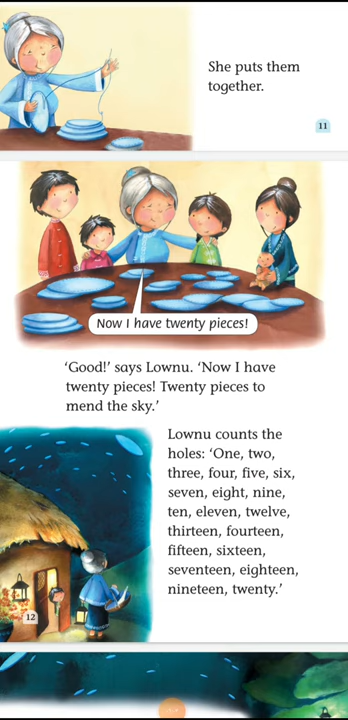 She puts them
together.
11
Now I have twenty pieces!
‘Good!’ says Lownu. ‘Now I have
twenty pieces! Twenty pieces to
mend the sky.’
Lownu counts the
holes: ‘One, two,
three, four, five, six,
seven, eight, nine,
ten, eleven, twelve,
thirteen, fourteen,
fifteen, sixteen,
seventeen, eighteen,
nineteen, twenty.’
12